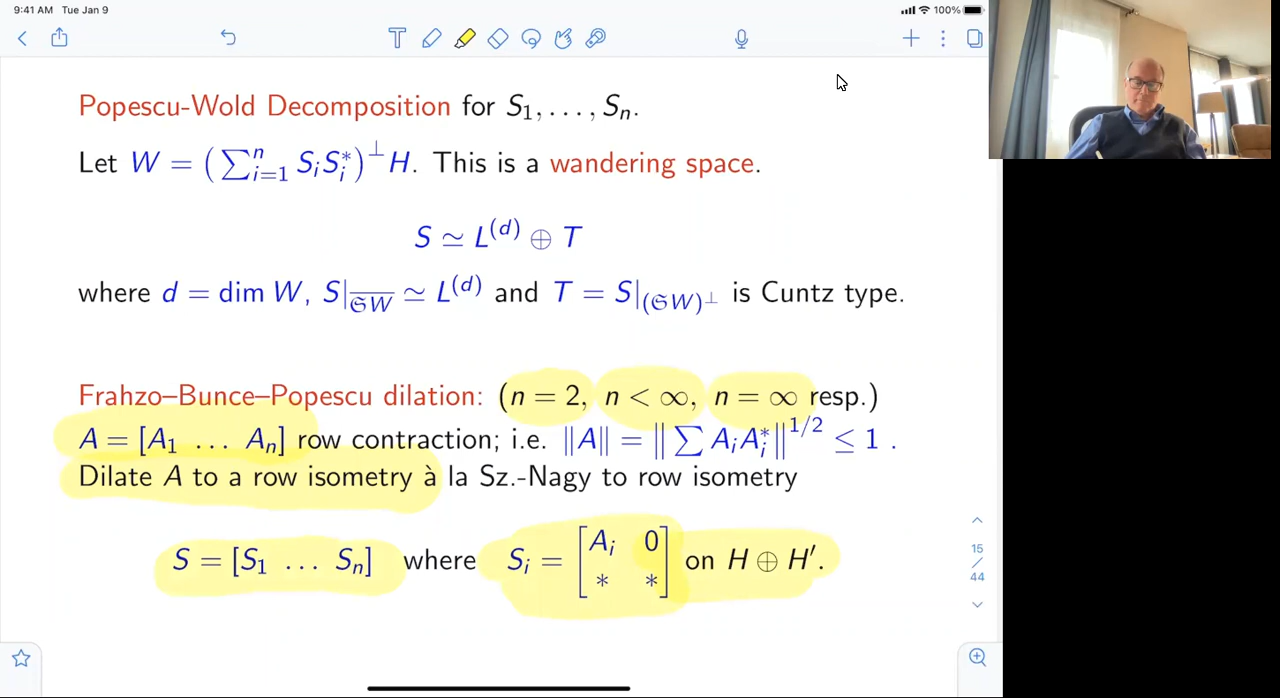 9:41 AM Tue Jan 9
100%
Popescu-Wold Decomposition for S₁, . . . , Sₙ.
Let W = (∑ⁿᵢ₌₁ SᵢSᵢ*)^⊥ H. This is a wandering space.
S ≃ L⁽ᵈ⁾ ⊕ T
where d = dim W, S|_{\overline{𝔖W}} ≃ L⁽ᵈ⁾ and T = S|_{(𝔖W)^⊥} is Cuntz type.
Frahzo–Bunce–Popescu dilation: (n = 2, n < ∞, n = ∞ resp.)
A = [A₁ . . . Aₙ] row contraction; i.e. ‖A‖ = ‖∑ AᵢAᵢ*‖^{1/2} ≤ 1 .
Dilate A to a row isometry à la Sz.-Nagy to row isometry
S = [S₁ . . . Sₙ] where Sᵢ = [Aᵢ 0; * *] on H ⊕ H′.
15
/
44